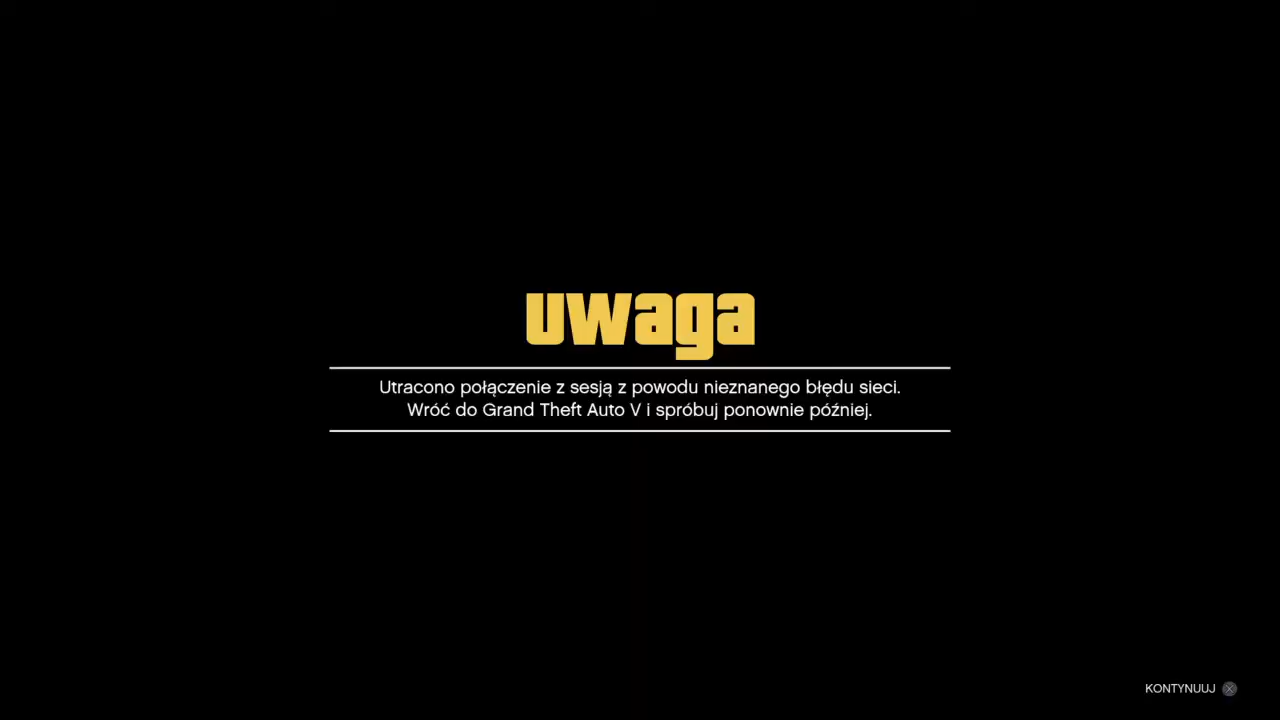 uwaga
Utracono połączenie z sesją z powodu nieznanego błędu sieci.
Wróć do Grand Theft Auto V i spróbuj ponownie później.
KONTYNUUJ